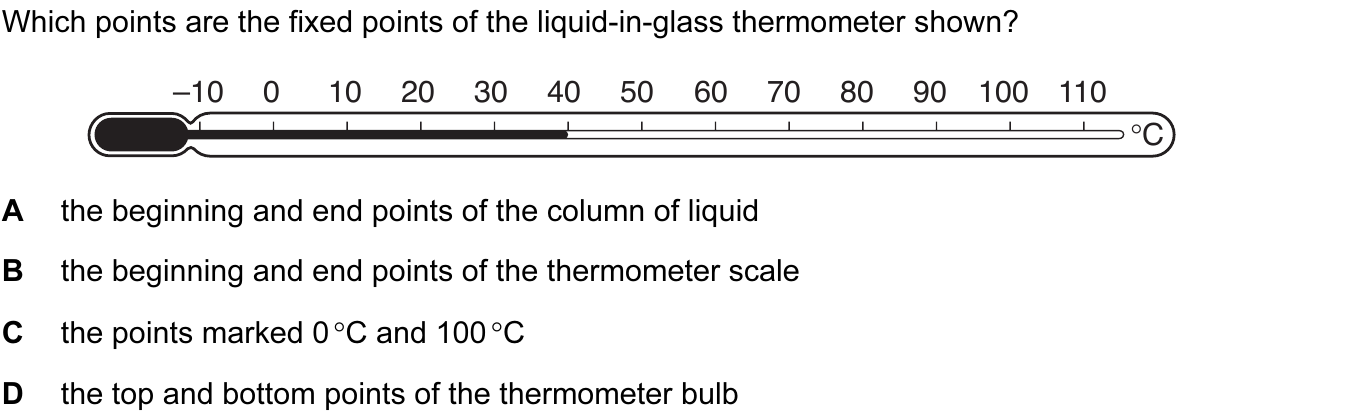 Which points are the fixed points of the liquid-in-glass thermometer shown?
–10 0 10 20 30 40 50 60 70 80 90 100 110
°C
A the beginning and end points of the column of liquid
B the beginning and end points of the thermometer scale
C the points marked 0 °C and 100 °C
D the top and bottom points of the thermometer bulb